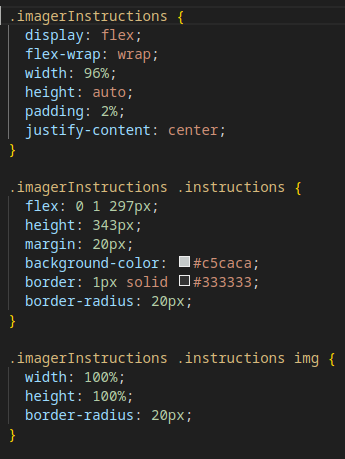 .imagerInstructions {
  display: flex;
  flex-wrap: wrap;
  width: 96%;
  height: auto;
  padding: 2%;
  justify-content: center;
}

.imagerInstructions .instructions {
  flex: 0 1 297px;
  height: 343px;
  margin: 20px;
  background-color: #c5caca;
  border: 1px solid #333333;
  border-radius: 20px;
}

.imagerInstructions .instructions img {
  width: 100%;
  height: 100%;
  border-radius: 20px;
}